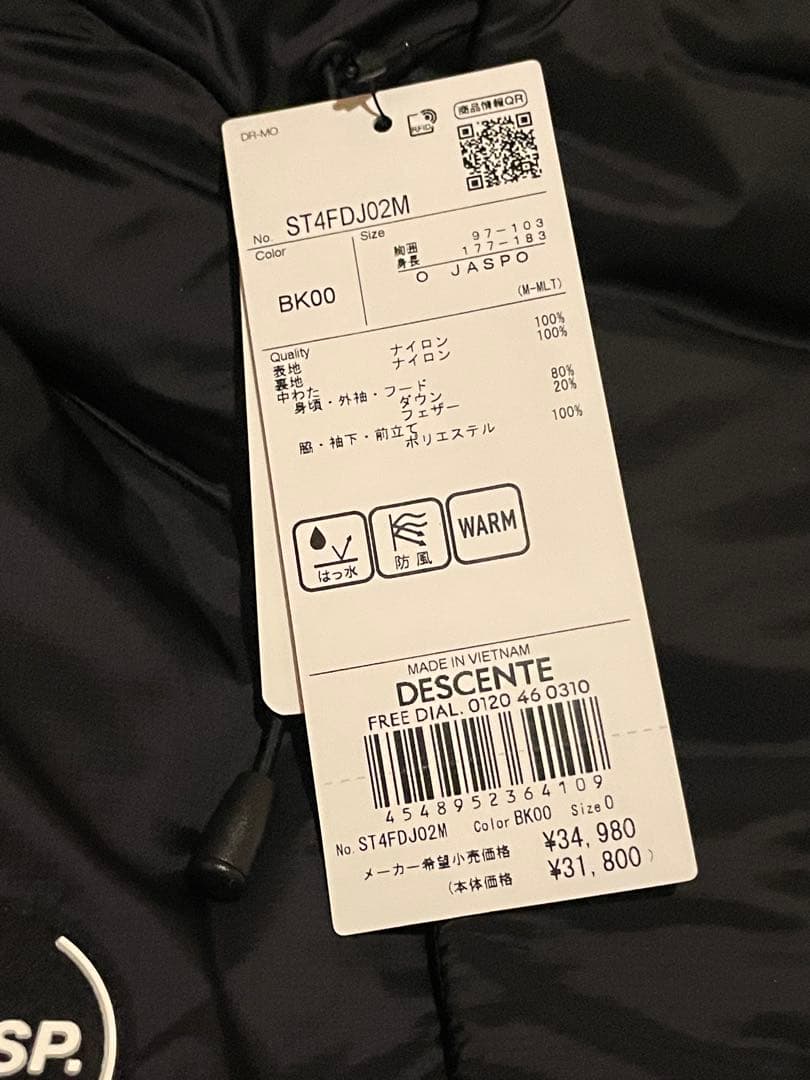 DR-MO
RFID
商品情報QR
No. ST4FDJ02M
Color
BK00
Size
胸囲 97-103
身長 177-183
O JASPO
(M-MLT)
Quality
表地 ナイロン 100%
裏地 ナイロン 100%
中わた
身頃・外袖・フード
ダウン 80%
フェザー 20%
脇・袖下・前立て
ポリエステル 100%
はっ水
防風
WARM
MADE IN VIETNAM
DESCENTE
FREE DIAL. 0120 46 0310
4548952364109
No. ST4FDJ02M Color BK00 Size O
メーカー希望小売価格 ¥34,980
(本体価格 ¥31,800)
SP.